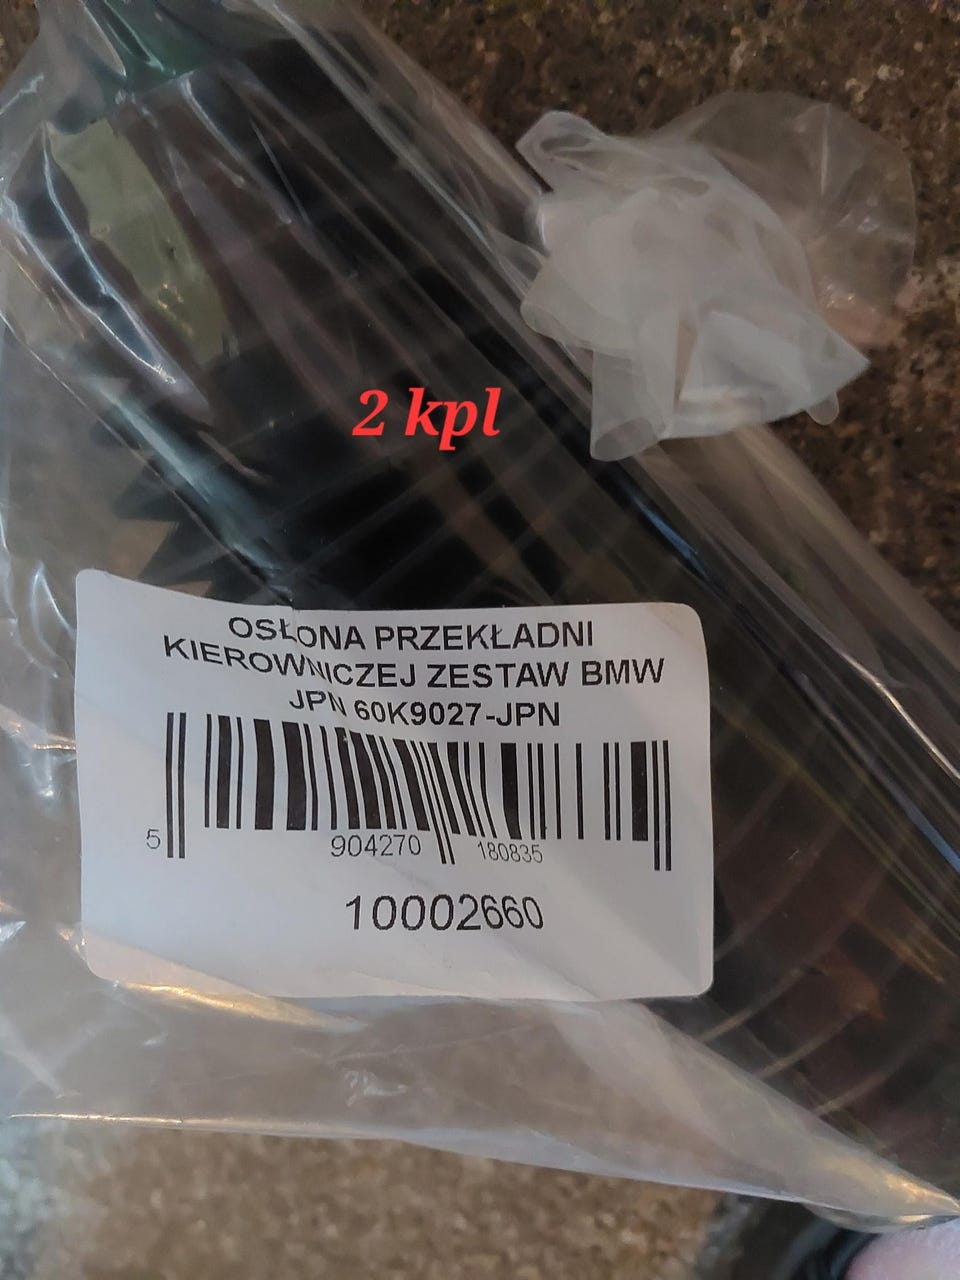 2 kpl
OSŁONA PRZEKŁADNI
KIEROWNICZEJ ZESTAW BMW
JPN 60K9027-JPN
5 904270 180835
10002660